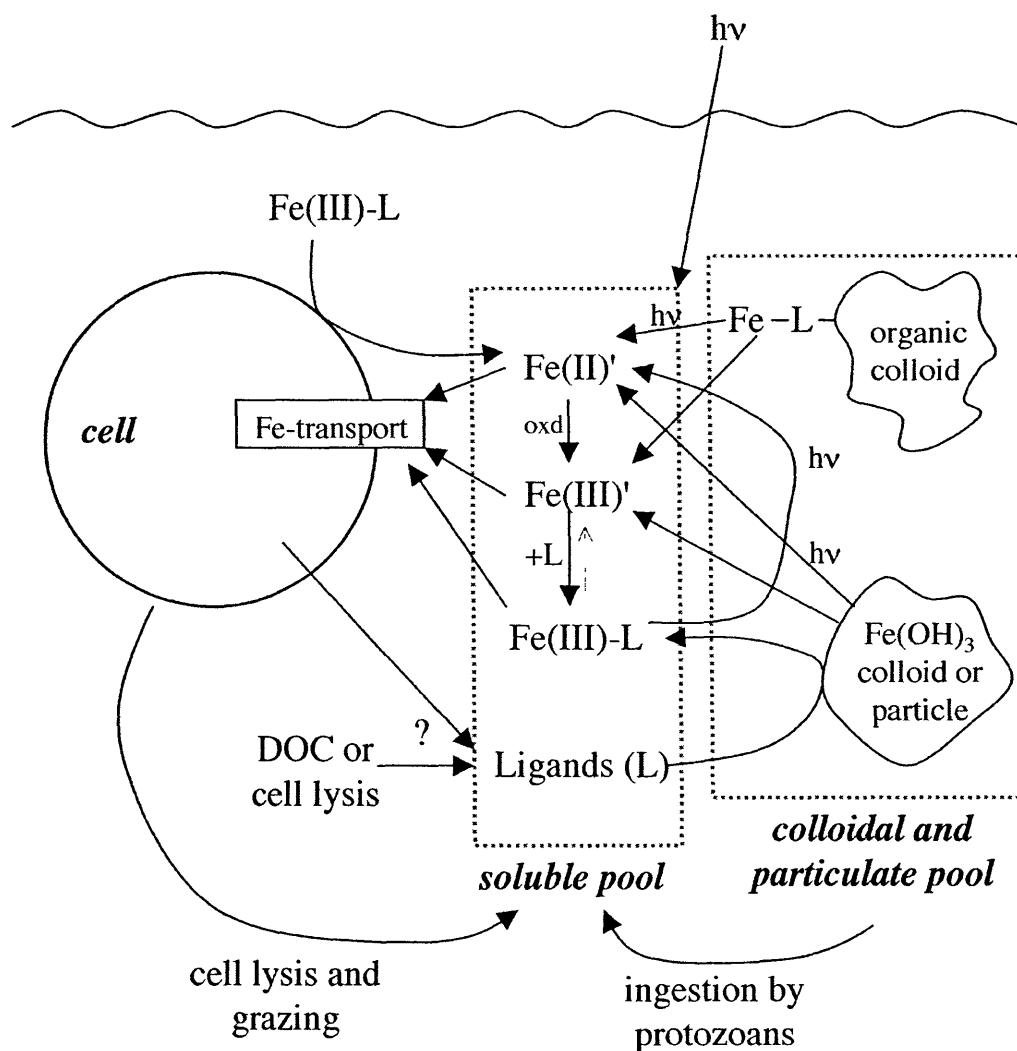 hν
Fe(III)-L
hν
Fe –L
organic
colloid
Fe(II)'
cell
Fe-transport
oxd
hν
Fe(III)'
hν
+L
Fe(III)-L
Fe(OH)₃
colloid or
particle
?
DOC or
cell lysis
Ligands (L)
colloidal and
particulate pool
soluble pool
cell lysis and
grazing
ingestion by
protozoans